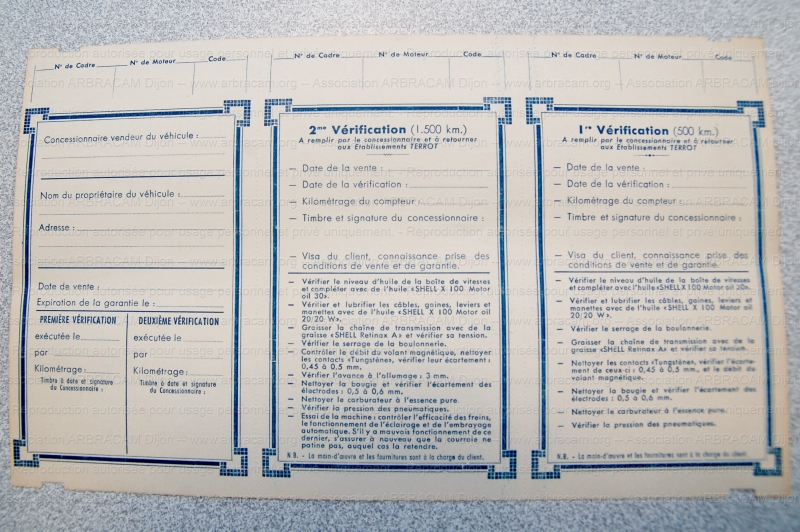 N° de Cadre N° de Moteur Code
Concessionnaire vendeur du véhicule :
Nom du propriétaire du véhicule :
Adresse :
Date de vente :
Expiration de la garantie le :
PREMIÈRE VÉRIFICATION
exécutée le
par
Kilométrage :
Timbre à date et signature
du Concessionnaire :
DEUXIÈME VÉRIFICATION
exécutée le
par
Kilométrage :
Timbre à date et signature
du Concessionnaire :
N° de Cadre N° de Moteur Code
2me Vérification (1.500 km.)
A remplir par le concessionnaire et à retourner
aux Établissements TERROT
— Date de la vente :
— Date de la vérification :
— Kilométrage du compteur :
— Timbre et signature du concessionnaire :
— Visa du client, connaissance prise des
conditions de vente et de garantie.
— Vérifier le niveau d'huile de la boîte de vitesses
et compléter avec de l'huile «SHELL X 100 Motor
oil 30».
— Vérifier et lubrifier les câbles, gaines, leviers et
manettes avec de l'huile «SHELL X 100 Motor oil
20/20 W».
— Graisser la chaîne de transmission avec de la
graisse «SHELL Retinax A» et vérifier sa tension.
— Vérifier le serrage de la boulonnerie.
— Contrôler le débit du volant magnétique, nettoyer
les contacts «Tungstène», vérifier leur écartement :
0,45 à 0,5 mm.
— Vérifier l'avance à l'allumage : 3 mm.
— Nettoyer la bougie et vérifier l'écartement des
électrodes : 0,5 à 0,6 mm.
— Nettoyer le carburateur à l'essence pure.
— Vérifier la pression des pneumatiques.
— Essai de la machine : contrôler l'efficacité des freins,
le fonctionnement de l'éclairage et de l'embrayage
automatique. S'il y a mauvais fonctionnement de ce
dernier, s'assurer à nouveau que la courroie ne
patine pas, auquel cas la retendre.
N.B. - La main-d'œuvre et les fournitures sont à la charge du client.
N° de Cadre N° de Moteur Code
1re Vérification (500 km.)
A remplir par le concessionnaire et à retourner
aux Établissements TERROT
— Date de la vente :
— Date de la vérification :
— Kilométrage du compteur :
— Timbre et signature du concessionnaire :
— Visa du client, connaissance prise des
conditions de vente et de garantie.
— Vérifier le niveau d'huile de la boîte de vitesses
et compléter avec de l'huile «SHELL X 100 Motor oil 20».
— Vérifier et lubrifier les câbles, gaines, leviers et
manettes avec de l'huile «SHELL X 100 Motor oil
20/20 W».
— Vérifier le serrage de la boulonnerie.
— Graisser la chaîne de transmission avec de la
graisse «SHELL Retinax A» et vérifier sa tension.
— Nettoyer les contacts «Tungstène», vérifier l'écarte-
ment de ceux-ci : 0,45 à 0,5 mm, et le débit du
volant magnétique.
— Nettoyer la bougie et vérifier l'écartement des
électrodes : 0,5 à 0,6 mm.
— Nettoyer le carburateur à l'essence pure.
— Vérifier la pression des pneumatiques.
N.B. - La main-d'œuvre et les fournitures sont à la charge du client.